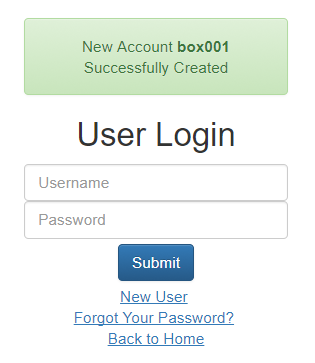 New Account box001
Successfully Created
User Login
Username
Password
Submit
New User
Forgot Your Password?
Back to Home